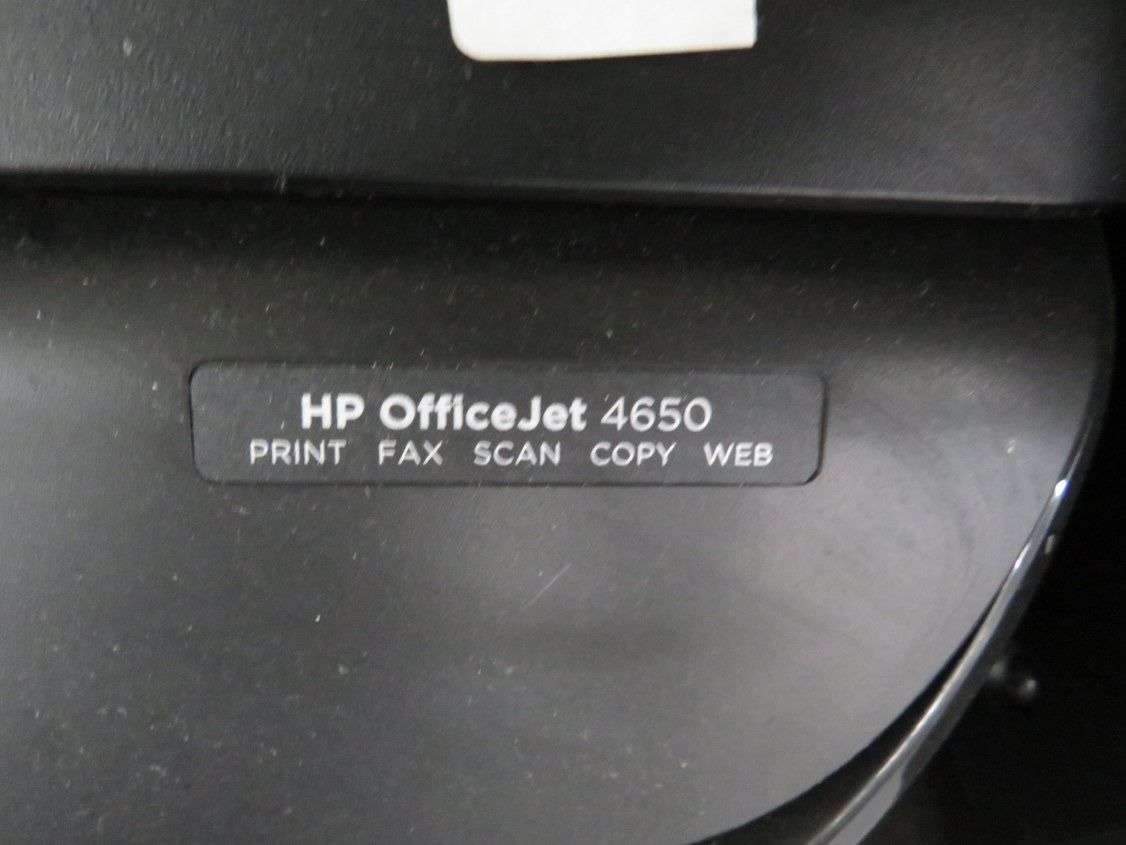 HP OfficeJet 4650
PRINT FAX SCAN COPY WEB